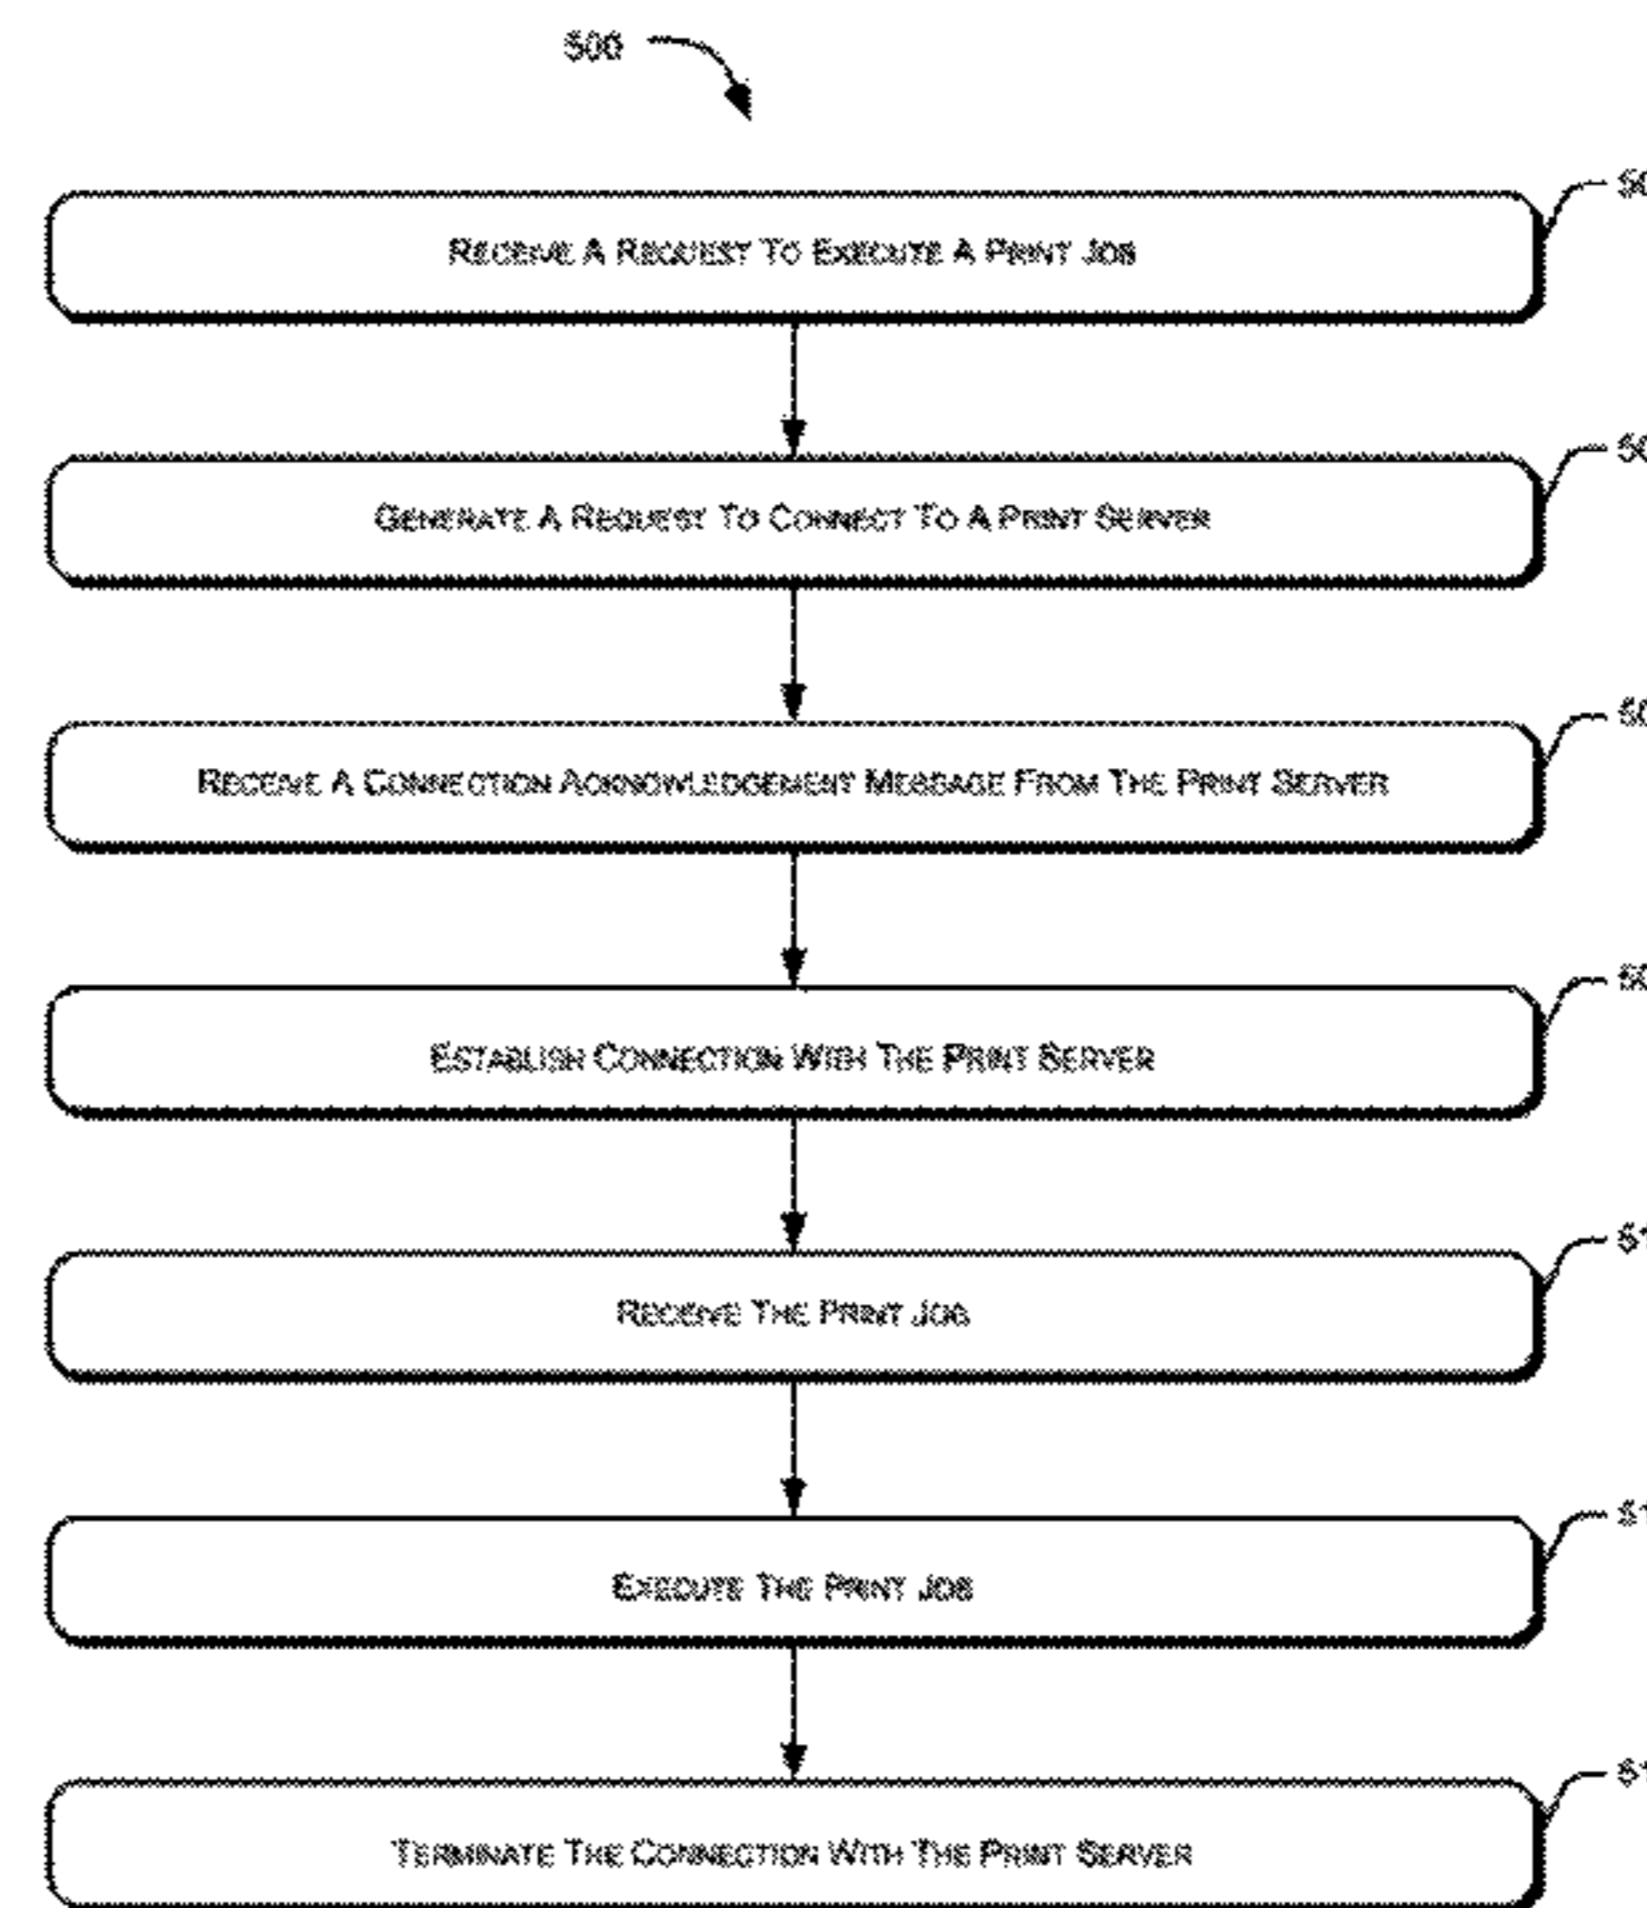 500
RECEIVE A REQUEST TO EXECUTE A PRINT JOB
GENERATE A REQUEST TO CONNECT TO A PRINT SERVER
RECEIVE A CONNECTION ACKNOWLEDGEMENT MESSAGE FROM THE PRINT SERVER
ESTABLISH CONNECTION WITH THE PRINT SERVER
RECEIVE THE PRINT JOB
EXECUTE THE PRINT JOB
TERMINATE THE CONNECTION WITH THE PRINT SERVER